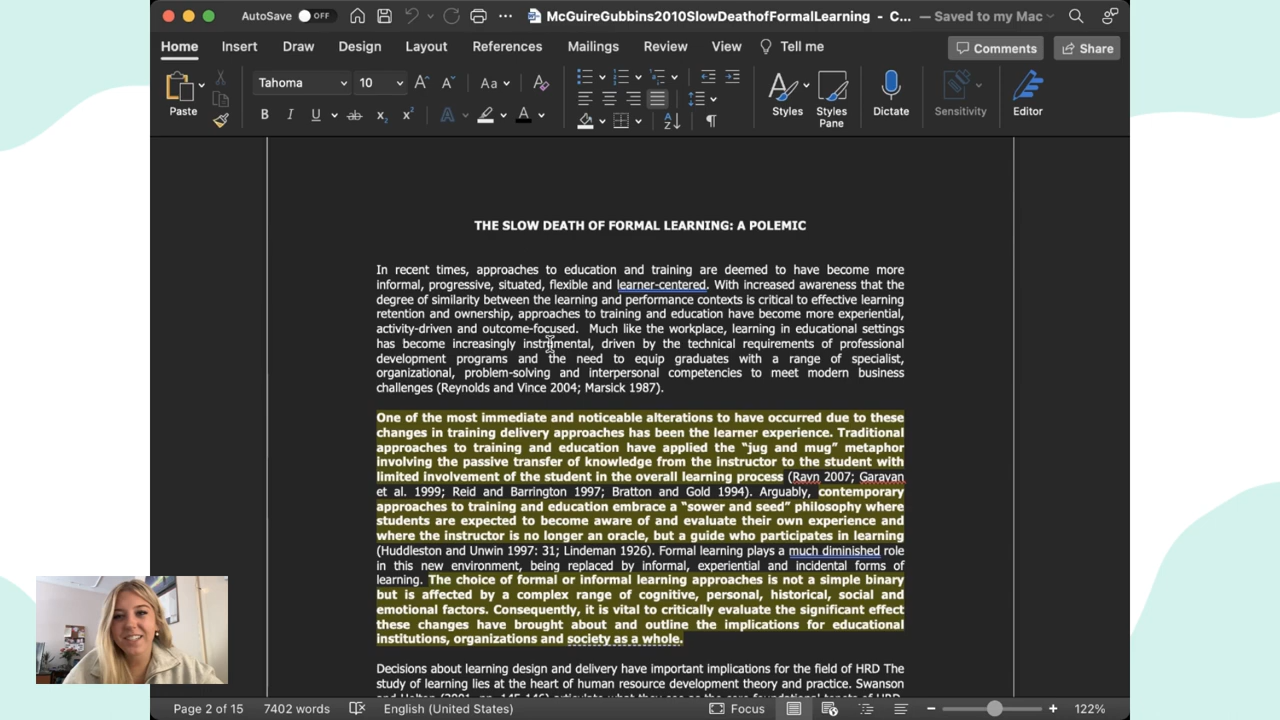 AutoSave OFF McGuireGubbins2010SlowDeathofFormalLearning - C... — Saved to my Mac
Home Insert Draw Design Layout References Mailings Review View Tell me Comments Share
Paste Tahoma 10 Styles Styles Pane Dictate Sensitivity Editor
THE SLOW DEATH OF FORMAL LEARNING: A POLEMIC
In recent times, approaches to education and training are deemed to have become more
informal, progressive, situated, flexible and learner-centered. With increased awareness that the
degree of similarity between the learning and performance contexts is critical to effective learning
retention and ownership, approaches to training and education have become more experiential,
activity-driven and outcome-focused. Much like the workplace, learning in educational settings
has become increasingly instrumental, driven by the technical requirements of professional
development programs and the need to equip graduates with a range of specialist,
organizational, problem-solving and interpersonal competencies to meet modern business
challenges (Reynolds and Vince 2004; Marsick 1987).
One of the most immediate and noticeable alterations to have occurred due to these
changes in training delivery approaches has been the learner experience. Traditional
approaches to training and education have applied the “jug and mug” metaphor
involving the passive transfer of knowledge from the instructor to the student with
limited involvement of the student in the overall learning process (Ravn 2007; Garavan
et al. 1999; Reid and Barrington 1997; Bratton and Gold 1994). Arguably, contemporary
approaches to training and education embrace a “sower and seed” philosophy where
students are expected to become aware of and evaluate their own experience and
where the instructor is no longer an oracle, but a guide who participates in learning
(Huddleston and Unwin 1997: 31; Lindeman 1926). Formal learning plays a much diminished role
in this new environment, being replaced by informal, experiential and incidental forms of
learning. The choice of formal or informal learning approaches is not a simple binary
but is affected by a complex range of cognitive, personal, historical, social and
emotional factors. Consequently, it is vital to critically evaluate the significant effect
these changes have brought about and outline the implications for educational
institutions, organizations and society as a whole.
Decisions about learning design and delivery have important implications for the field of HRD The
study of learning lies at the heart of human resource development theory and practice. Swanson
Page 2 of 15 7402 words English (United States) Focus 122%